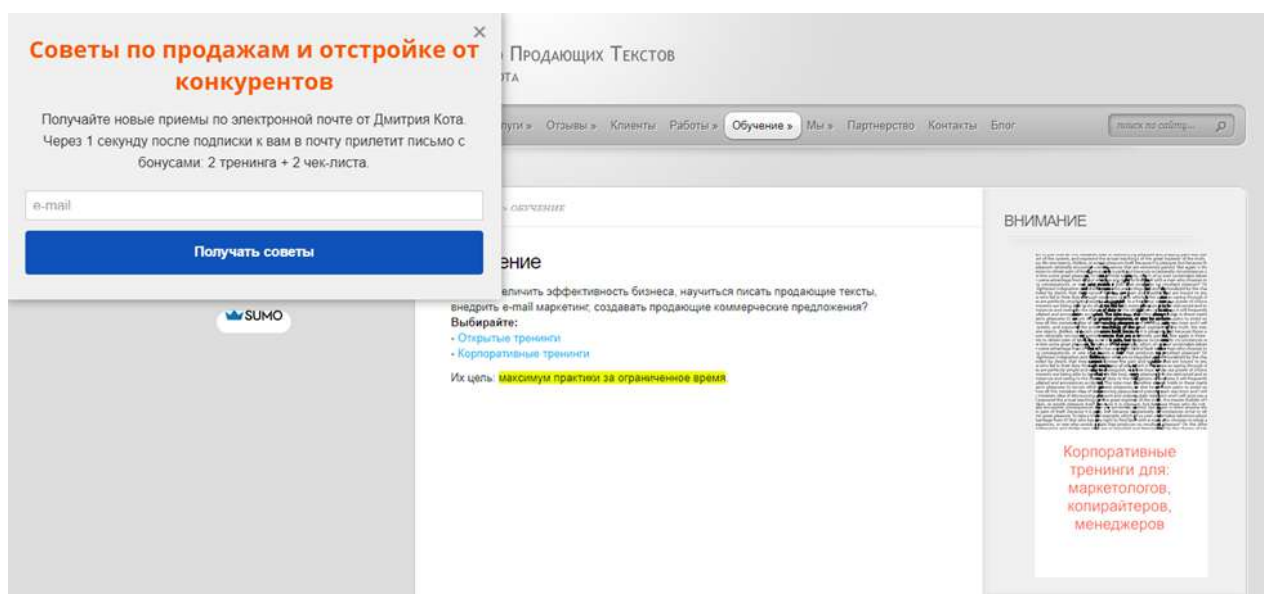 Советы по продажам и отстройке от
конкурентов
Получайте новые приемы по электронной почте от Дмитрия Кота.
Через 1 секунду после подписки к вам в почту прилетит письмо с
бонусами: 2 тренинга + 2 чек-листа.
e-mail
Получать советы
SUMO
Продающих Текстов
Отзывы » Клиенты Работы » Обучение » Мы » Партнерство Контакты Блог
поиск по сайту...
ОБУЧЕНИЕ
эффективность бизнеса, научиться писать продающие тексты,
внедрить e-mail маркетинг, создавать продающие коммерческие предложения?
Выбирайте:
- Открытые тренинги
- Корпоративные тренинги
Их цель: максимум практики за ограниченное время.
ВНИМАНИЕ
Корпоративные
тренинги для:
маркетологов,
копирайтеров,
менеджеров